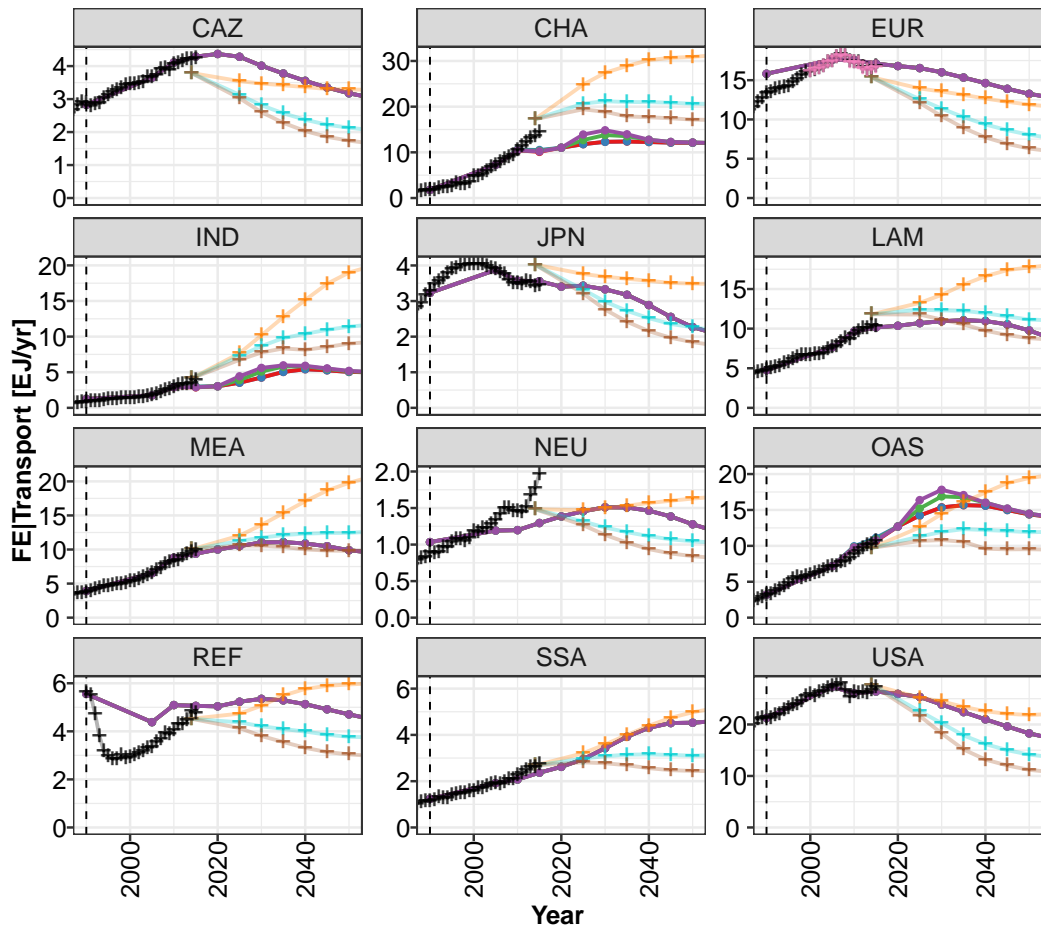 CAZ CHA EUR
4 30
3 20 15
2 10
1 10 5
0 0 0
IND JPN LAM
20 4
15 3 15
10 2 10
5 1 5
0 0 0
MEA NEU OAS
20 2.0 20
15 1.5 15
10 1.0 10
5 0.5 5
0 0.0 0
REF SSA USA
6 6
4 4 20
2 2 10
0 0 0
2000 2020 2040 2000 2020 2040 2000 2020 2040
Year
FE|Transport [EJ/yr]